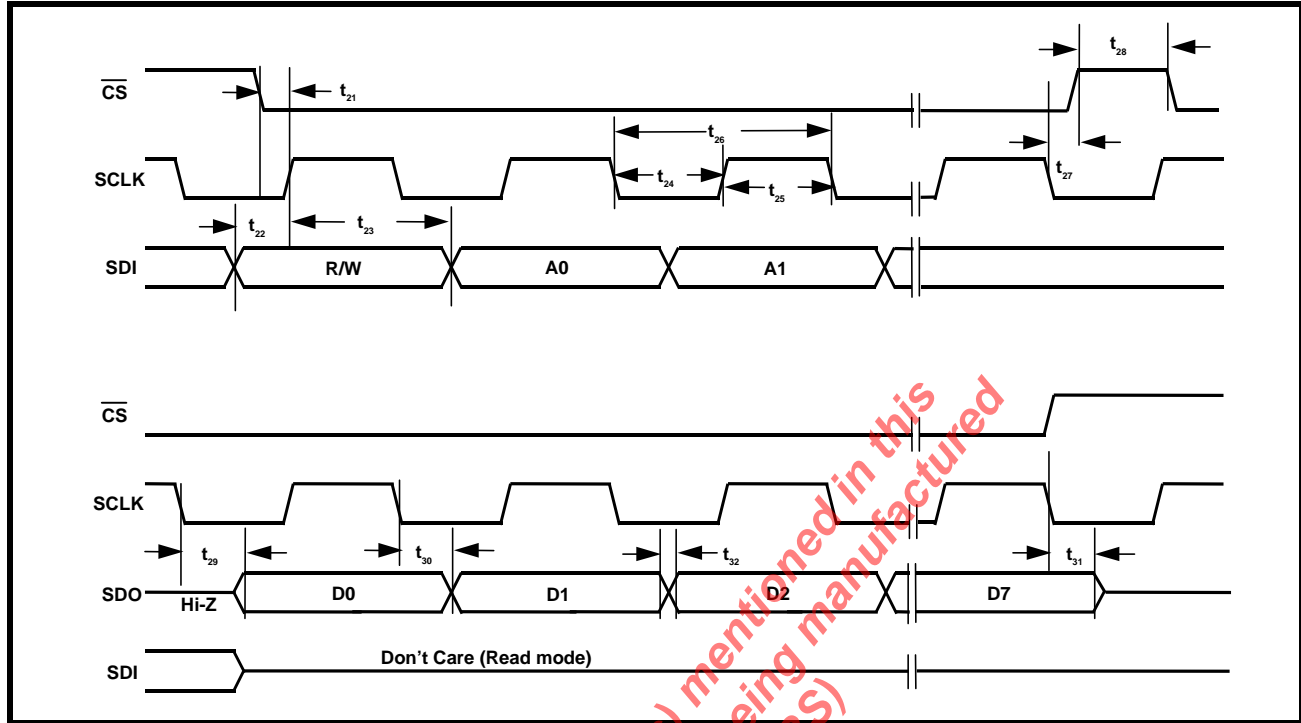 t28
CS
t21
t26
SCLK
t24
t25
t27
t22
t23
SDI
R/W
A0
A1
CS
SCLK
t29
t30
t32
t31
SDO
Hi-Z
D0
D1
D2
D7
SDI
Don't Care (Read mode)
) mentioned in this
eing manufactured
S)